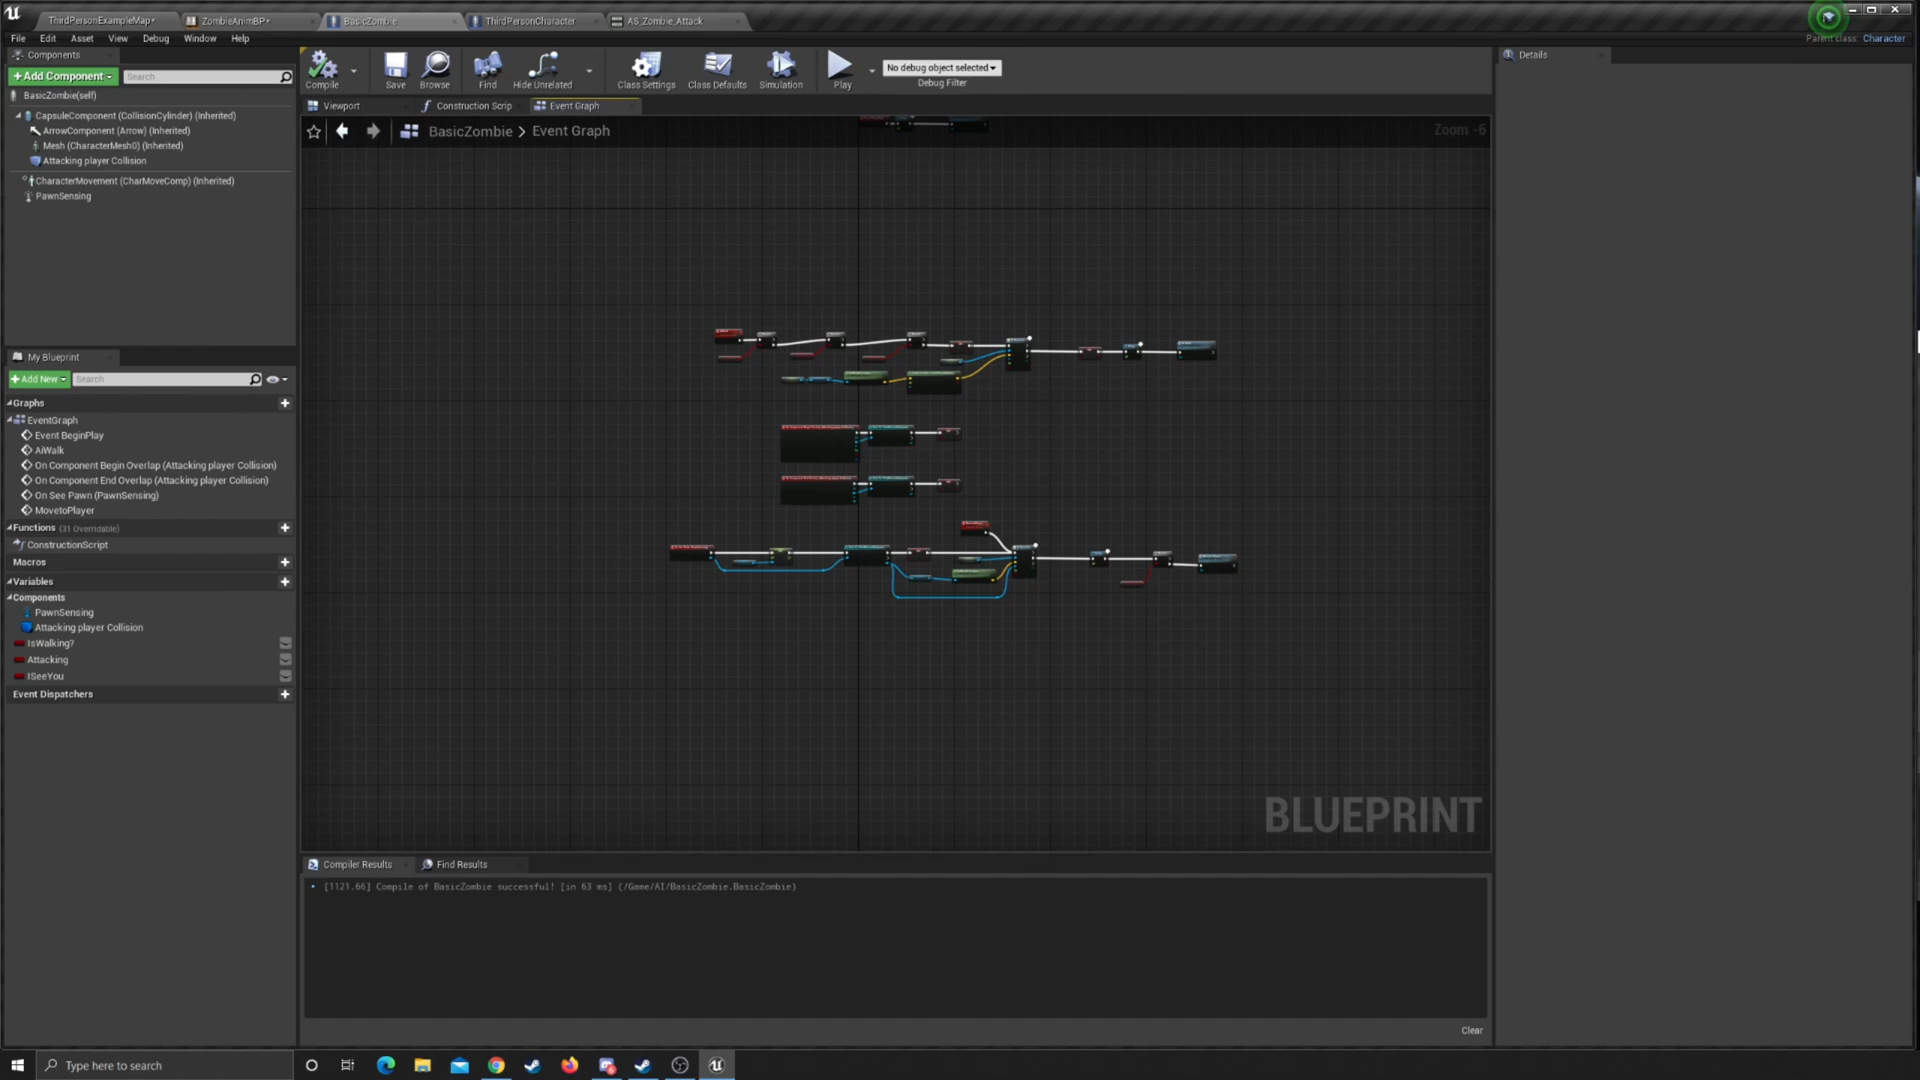 ThirdPersonExampleMap*
ZombieAnimBP*
BasicZombie
ThirdPersonCharacter
AS_Zombie_Attack
File Edit Asset View Debug Window Help
Parent class: Character
Components
+Add Component
Search
BasicZombie(self)
CapsuleComponent (CollisionCylinder) (Inherited)
ArrowComponent (Arrow) (Inherited)
Mesh (CharacterMesh0) (Inherited)
Attacking player Collision
CharacterMovement (CharMoveComp) (Inherited)
PawnSensing
Compile
Save
Browse
Find
Hide Unrelated
Class Settings
Class Defaults
Simulation
Play
No debug object selected
Debug Filter
Viewport
Construction Scrip
Event Graph
BasicZombie > Event Graph
Zoom -6
BLUEPRINT
Details
My Blueprint
+Add New
Search
Graphs
EventGraph
Event BeginPlay
AiWalk
On Component Begin Overlap (Attacking player Collision)
On Component End Overlap (Attacking player Collision)
On See Pawn (PawnSensing)
MovetoPlayer
Functions (31 Overridable)
ConstructionScript
Macros
Variables
Components
PawnSensing
Attacking player Collision
IsWalking?
Attacking
ISeeYou
Event Dispatchers
Compiler Results
Find Results
[1121.66] Compile of BasicZombie successful! [in 63 ms] (/Game/AI/BasicZombie.BasicZombie)
Clear
Type here to search